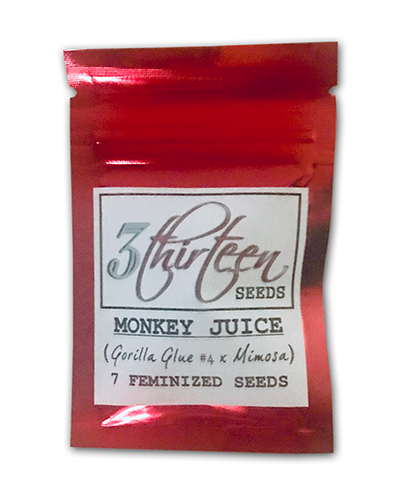 3thirteen
SEEDS
MONKEY JUICE
(Gorilla Glue #4 x Mimosa)
7 FEMINIZED SEEDS